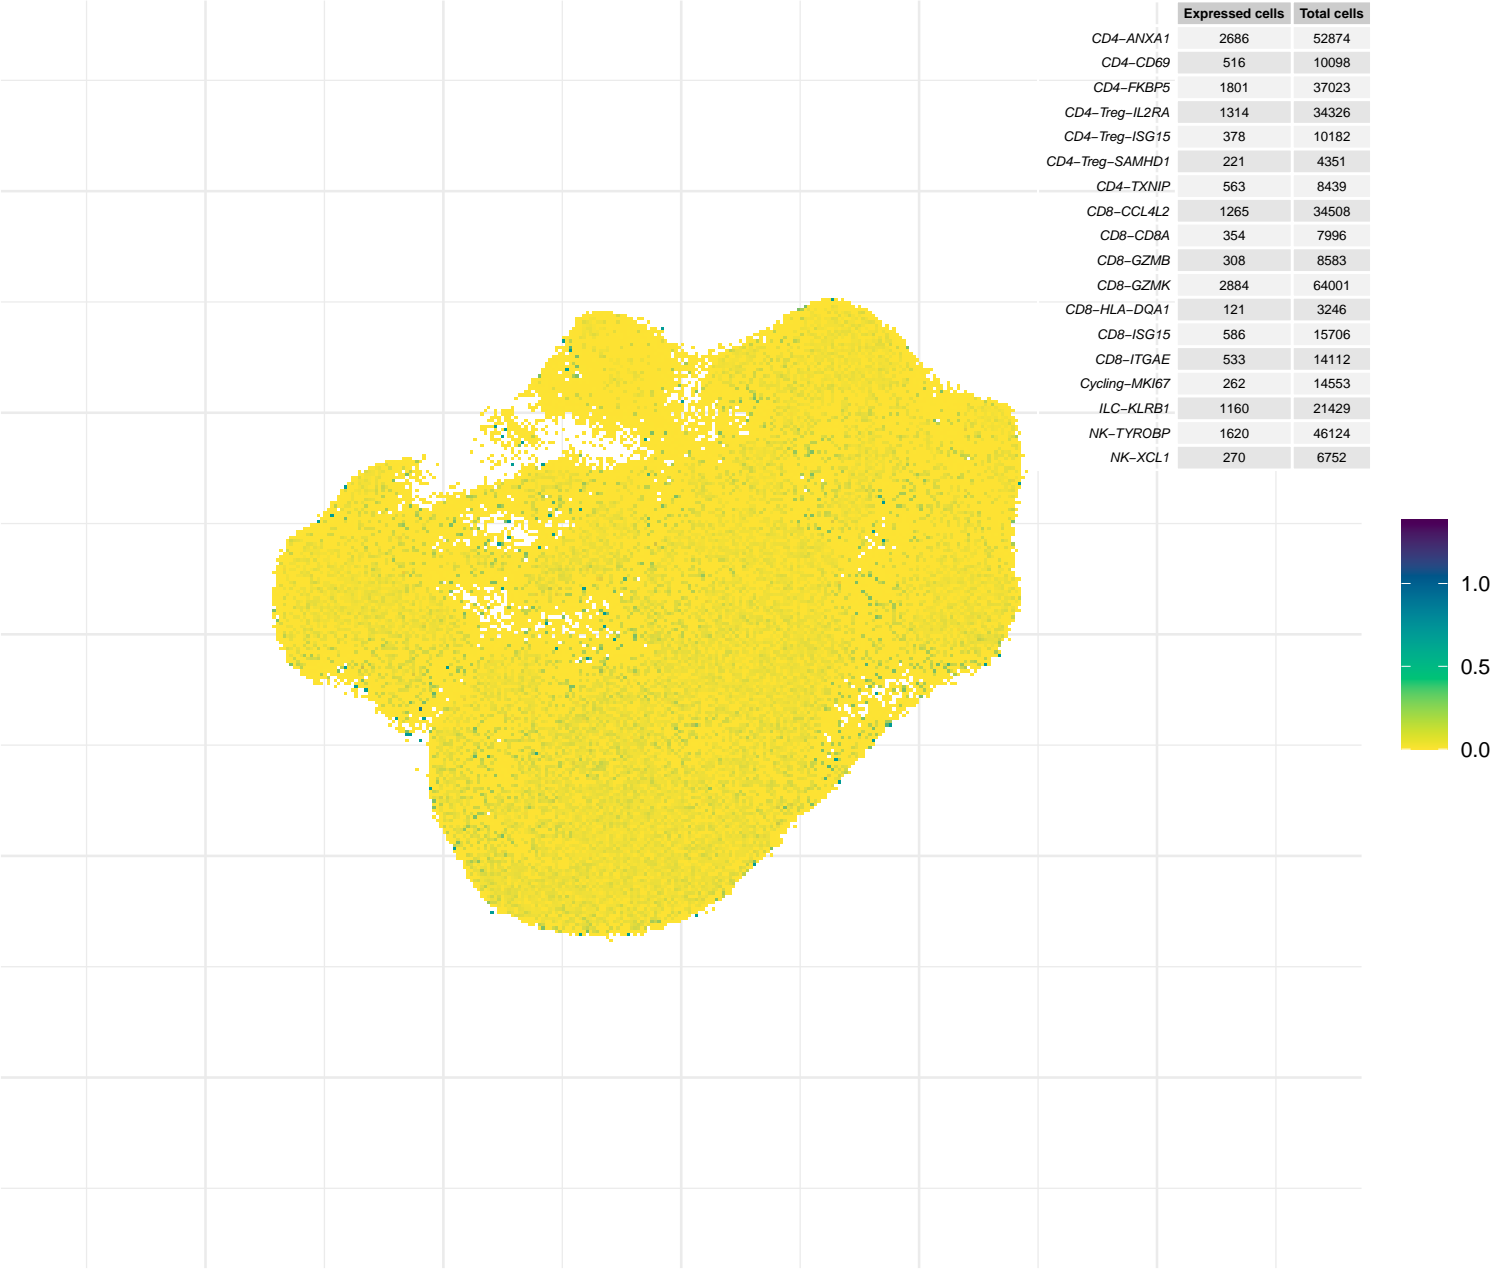 Expressed cells Total cells
CD4−ANXA1 2686 52874
CD4−CD69 516 10098
CD4−FKBP5 1801 37023
CD4−Treg−IL2RA 1314 34326
CD4−Treg−ISG15 378 10182
CD4−Treg−SAMHD1 221 4351
CD4−TXNIP 563 8439
CD8−CCL4L2 1265 34508
CD8−CD8A 354 7996
CD8−GZMB 308 8583
CD8−GZMK 2884 64001
CD8−HLA−DQA1 121 3246
CD8−ISG15 586 15706
CD8−ITGAE 533 14112
Cycling−MKI67 262 14553
ILC−KLRB1 1160 21429
NK−TYROBP 1620 46124
NK−XCL1 270 6752
1.0
0.5
0.0